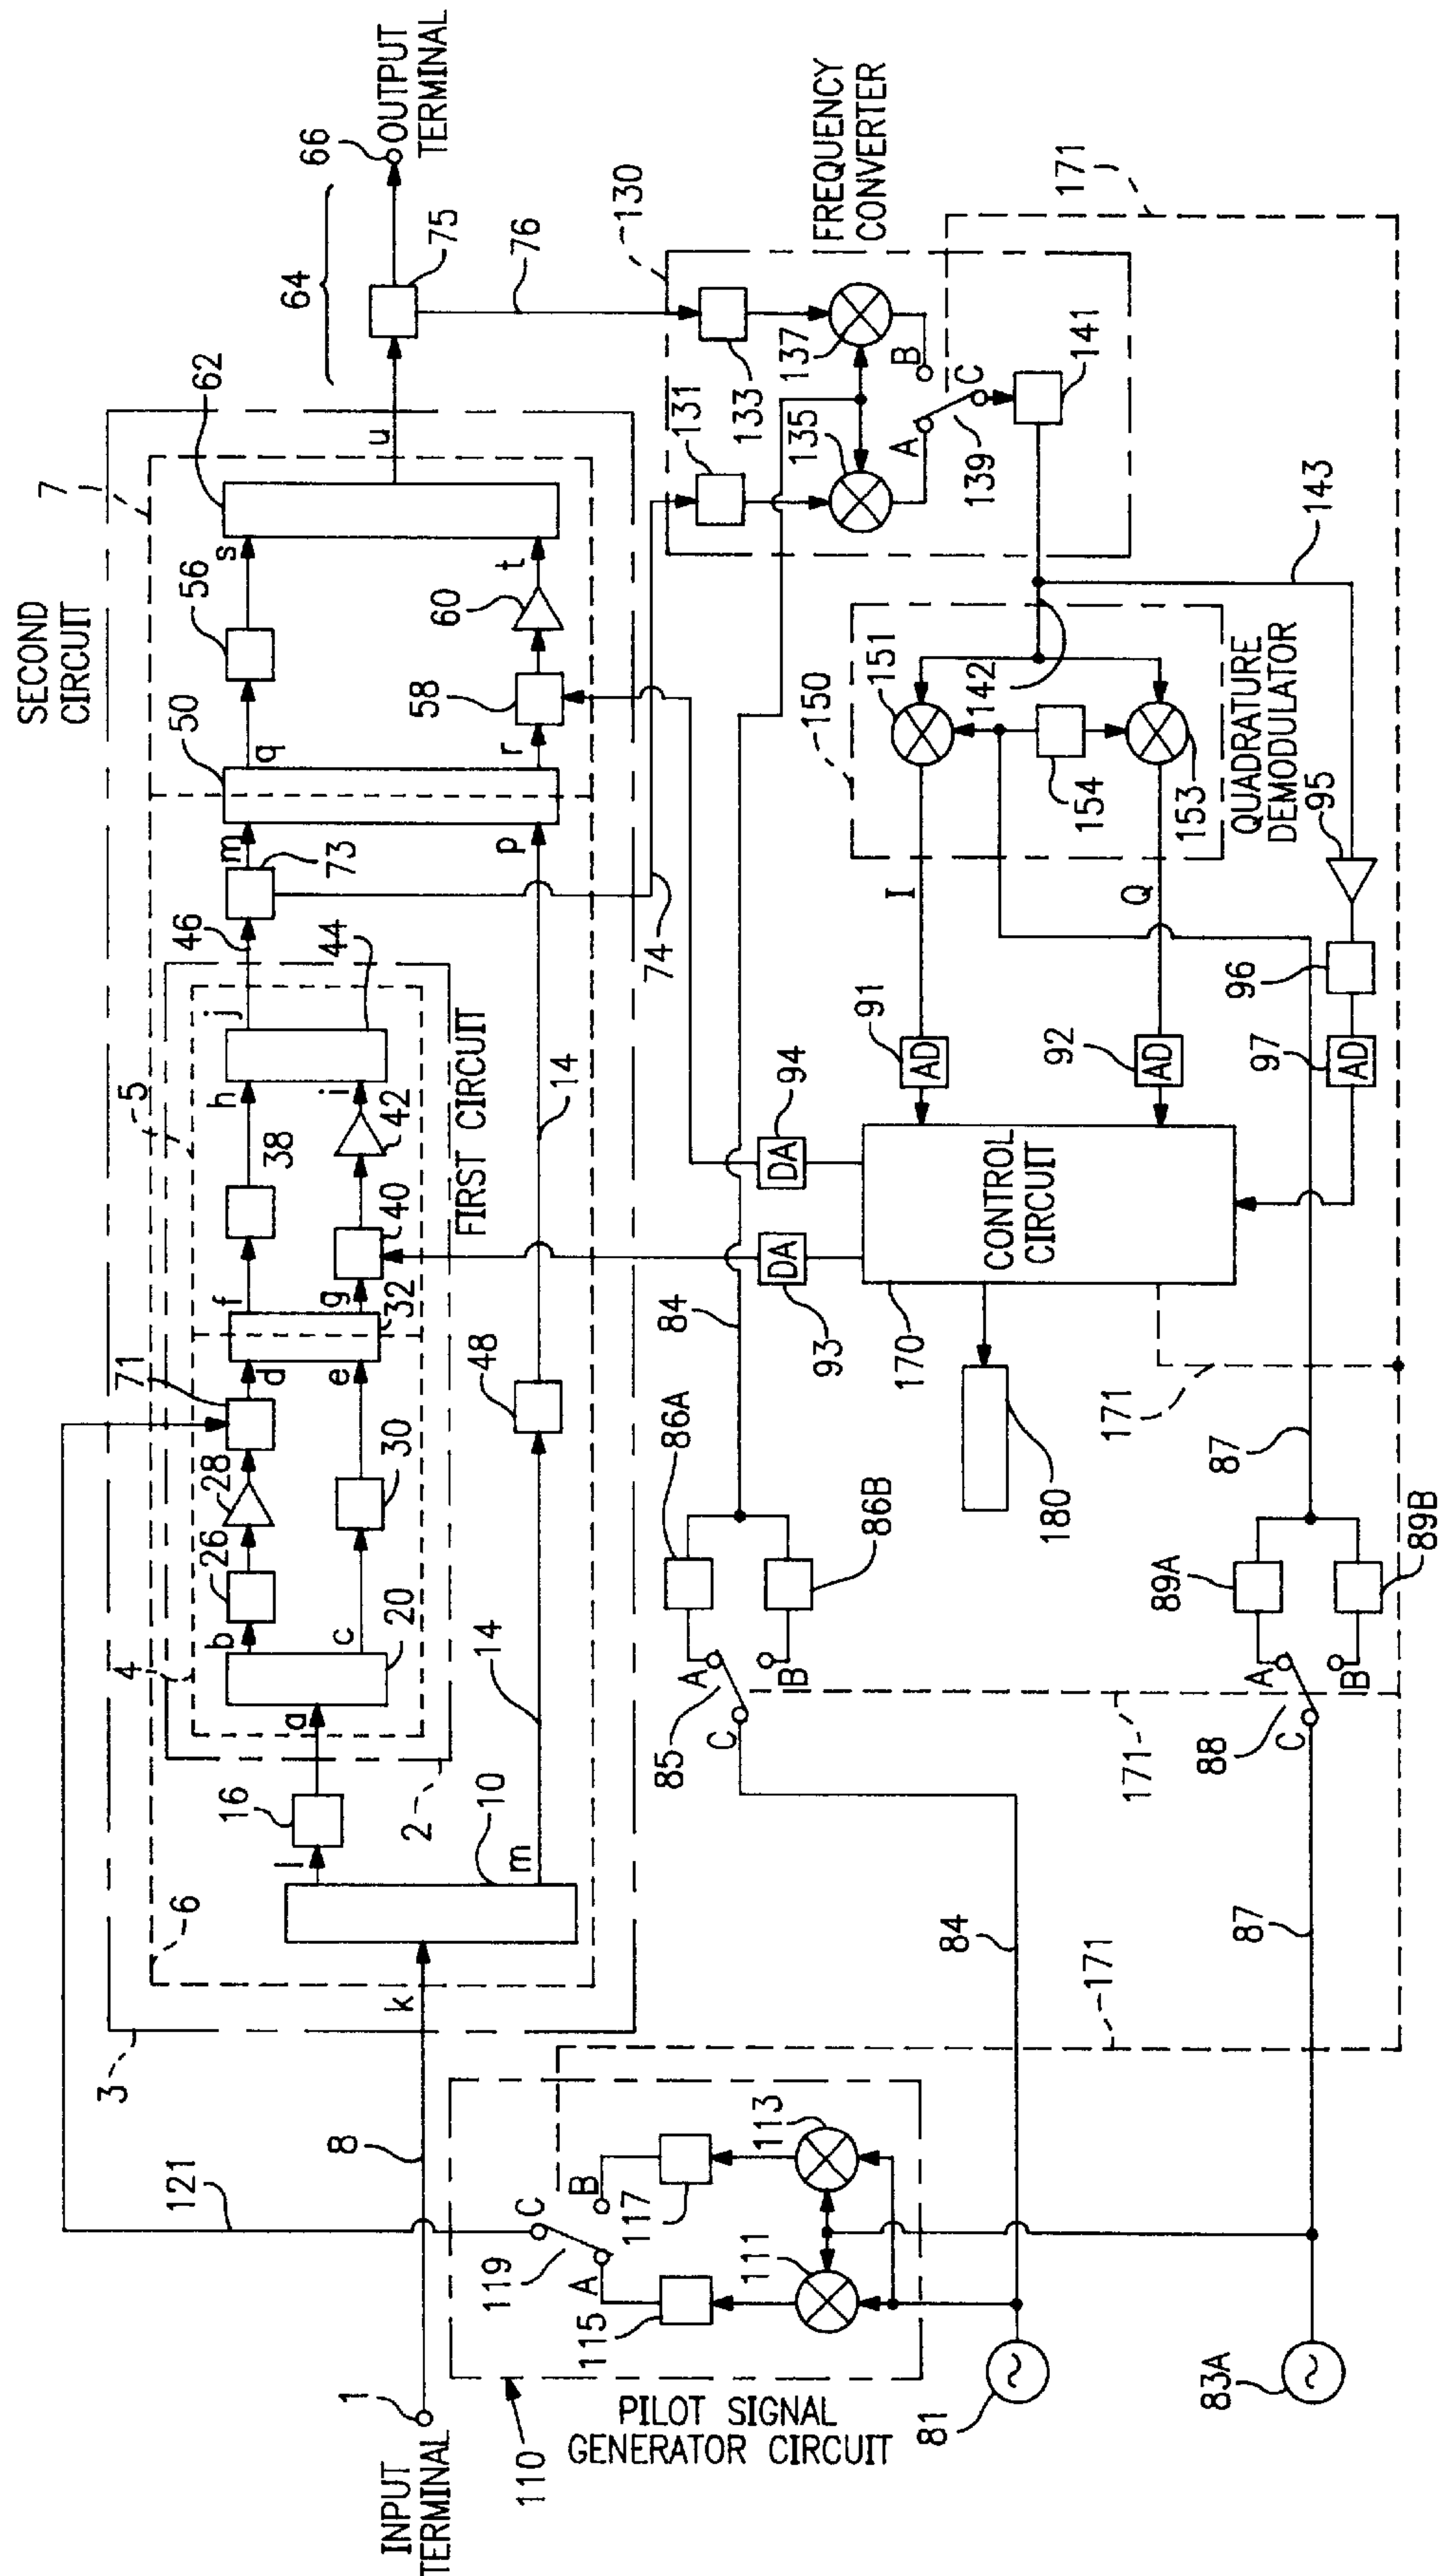 SECOND
CIRCUIT
3
6
4
5
7
k
8
INPUT
TERMINAL
1
10
l
m
16
2
a
20
b
c
26
28
30
71
d
e
f
g
32
38
40
42
h
i
j
44
FIRST CIRCUIT
46
73
m
p
50
q
r
56
58
60
s
t
62
u
64
75
66
OUTPUT
TERMINAL
14
48
14
74
76
121
PILOT SIGNAL
GENERATOR CIRCUIT
110
119
A
B
C
115
117
111
113
81
83A
84
87
171
85
A
B
C
86A
86B
84
88
A
B
C
89A
89B
87
171
171
93
DA
94
DA
170
CONTROL
CIRCUIT
180
91
AD
92
AD
97
AD
96
95
I
Q
150
151
142
154
153
QUADRATURE
DEMODULATOR
143
130
FREQUENCY
CONVERTER
131
133
135
137
A
B
C
139
141
171